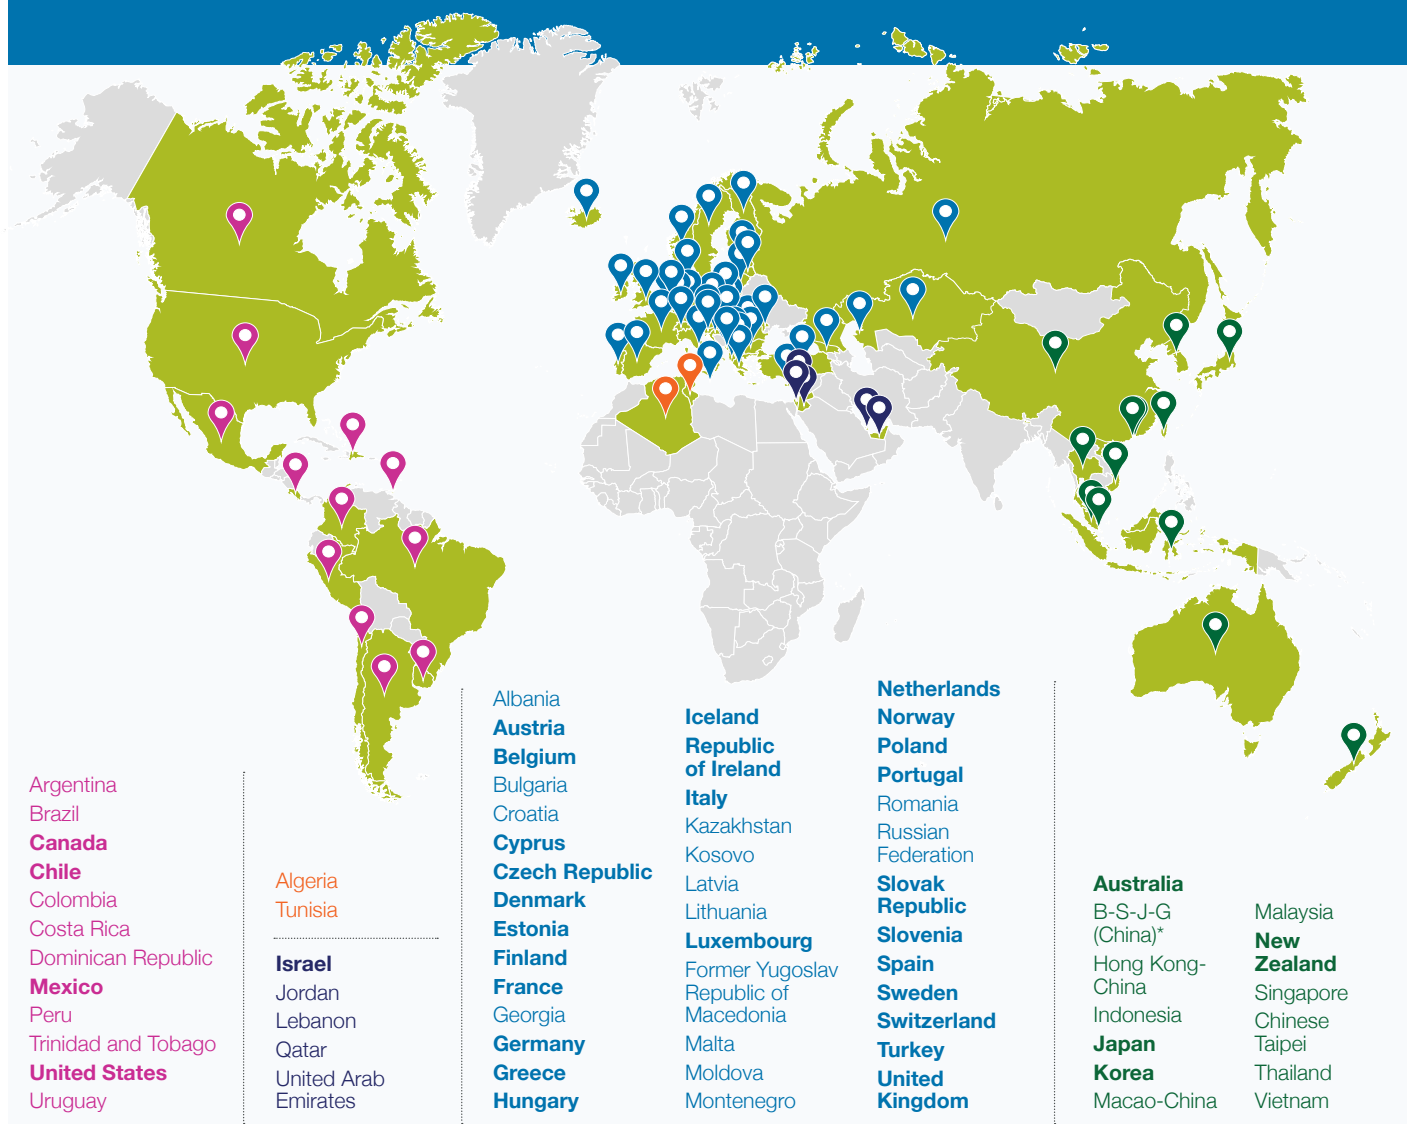 Argentina
Brazil
Canada
Chile
Colombia
Costa Rica
Dominican Republic
Mexico
Peru
Trinidad and Tobago
United States
Uruguay
Algeria
Tunisia
Israel
Jordan
Lebanon
Qatar
United Arab
Emirates
Albania
Austria
Belgium
Bulgaria
Croatia
Cyprus
Czech Republic
Denmark
Estonia
Finland
France
Georgia
Germany
Greece
Hungary
Iceland
Republic
of Ireland
Italy
Kazakhstan
Kosovo
Latvia
Lithuania
Luxembourg
Former Yugoslav
Republic of
Macedonia
Malta
Moldova
Montenegro
Netherlands
Norway
Poland
Portugal
Romania
Russian
Federation
Slovak
Republic
Slovenia
Spain
Sweden
Switzerland
Turkey
United
Kingdom
Australia
B-S-J-G
(China)*
Hong Kong-
China
Indonesia
Japan
Korea
Macao-China
Malaysia
New
Zealand
Singapore
Chinese
Taipei
Thailand
Vietnam